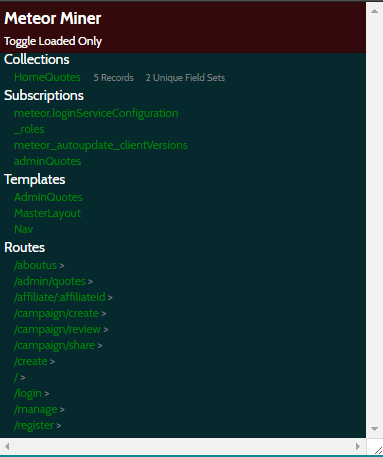 Meteor Miner
Toggle Loaded Only
Collections
HomeQuotes 5 Records 2 Unique Field Sets
Subscriptions
meteor.loginServiceConfiguration
_roles
meteor_autoupdate_clientVersions
adminQuotes
Templates
AdminQuotes
MasterLayout
Nav
Routes
/aboutus >
/admin/quotes >
/affiliate/:affiliateId >
/campaign/create >
/campaign/review >
/campaign/share >
/create >
/ >
/login >
/manage >
/register >